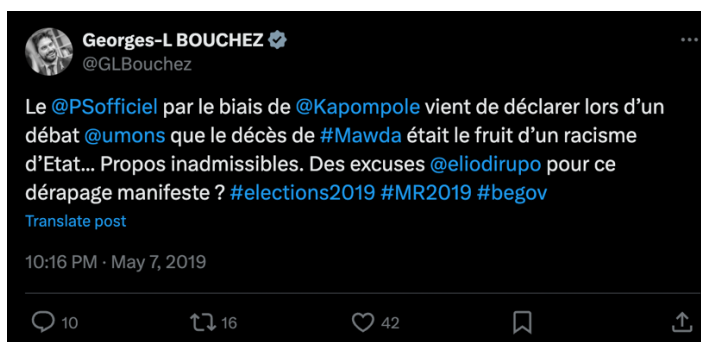 Georges-L BOUCHEZ
@GLBouchez
Le @PSofficiel par le biais de @Kapompole vient de déclarer lors d’un
débat @umons que le décès de #Mawda était le fruit d’un racisme
d’Etat... Propos inadmissibles. Des excuses @eliodirupo pour ce
dérapage manifeste ? #elections2019 #MR2019 #begov
Translate post
10:16 PM · May 7, 2019
10 16 42